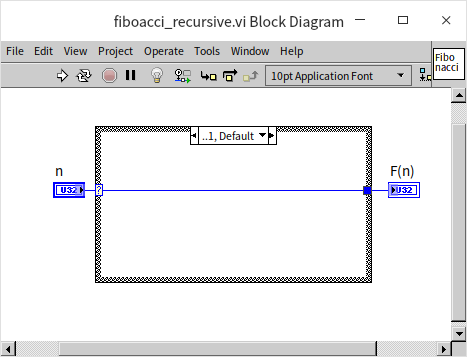 fiboacci_recursive.vi Block Diagram
File Edit View Project Operate Tools Window Help
Fibo
nacci
10pt Application Font
..1, Default
n
F(n)
U32
?
U32